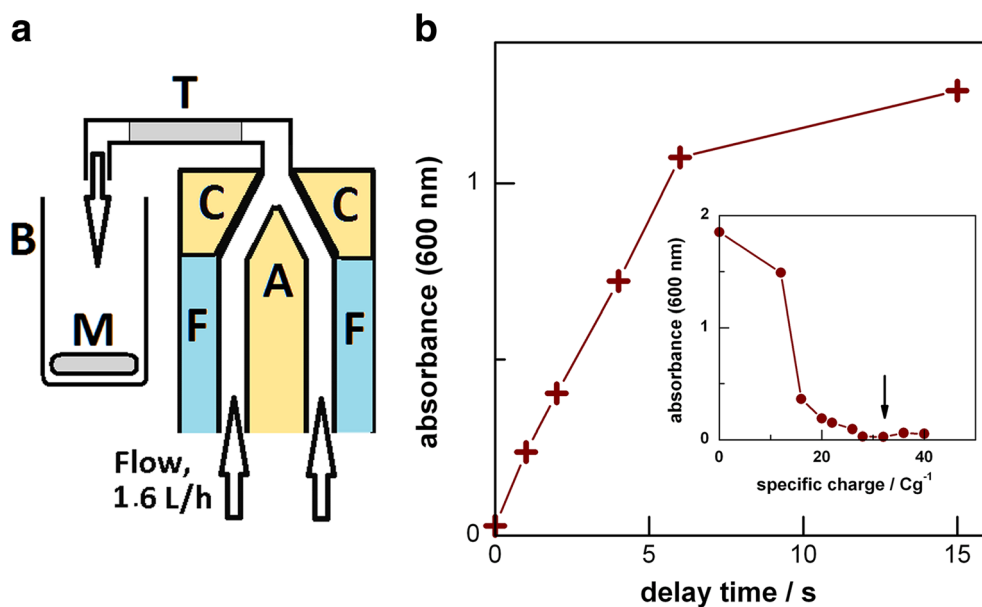 a
T
C
C
B
A
F
F
M
Flow,
1.6 L/h
b
absorbance (600 nm)
1
0
0
5
10
15
delay time / s
absorbance (600 nm)
2
1
0
0
20
40
specific charge / Cg-1